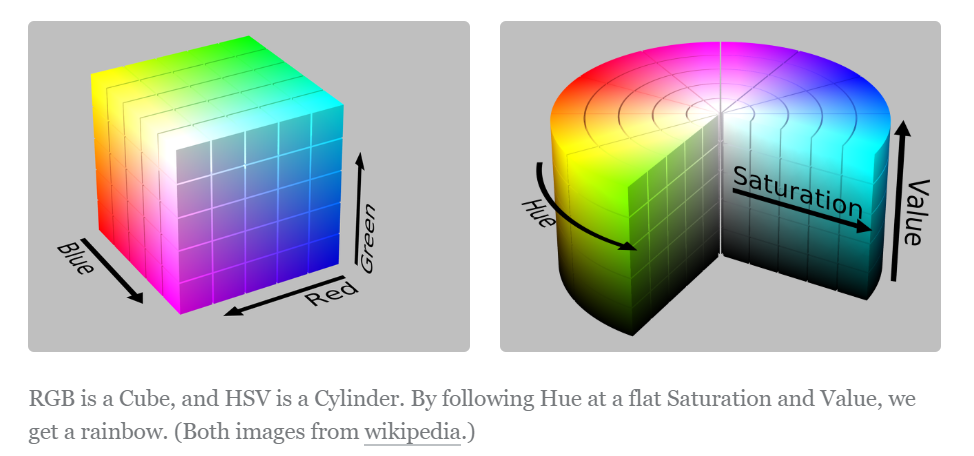 Blue
Red
Green
Hue
Saturation
Value
RGB is a Cube, and HSV is a Cylinder. By following Hue at a flat Saturation and Value, we
get a rainbow. (Both images from wikipedia.)